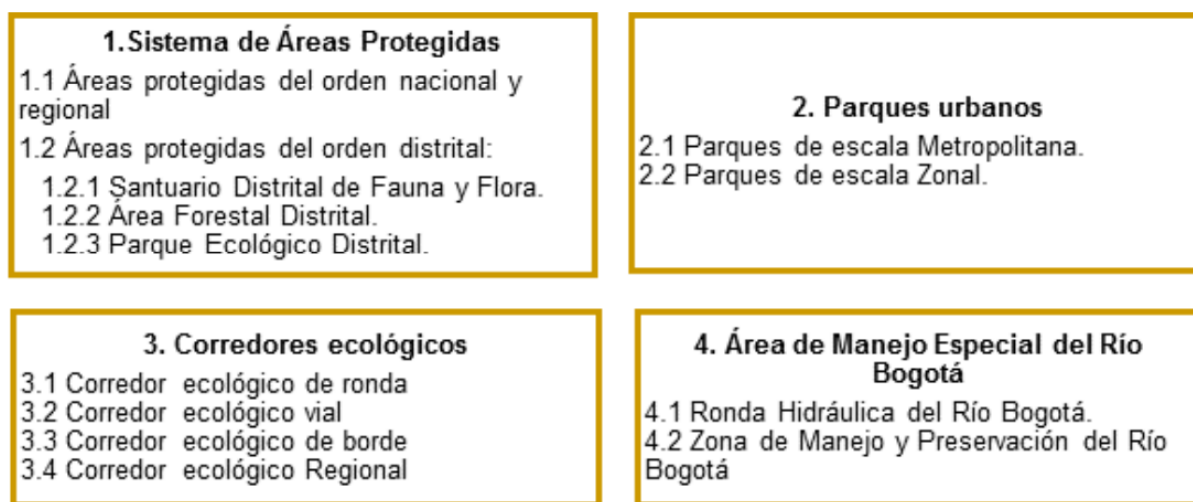 1.Sistema de Áreas Protegidas
1.1 Áreas protegidas del orden nacional y
regional
1.2 Áreas protegidas del orden distrital:
1.2.1 Santuario Distrital de Fauna y Flora.
1.2.2 Área Forestal Distrital.
1.2.3 Parque Ecológico Distrital.
2. Parques urbanos
2.1 Parques de escala Metropolitana.
2.2 Parques de escala Zonal.
3. Corredores ecológicos
3.1 Corredor ecológico de ronda
3.2 Corredor ecológico vial
3.3 Corredor ecológico de borde
3.4 Corredor ecológico Regional
4. Área de Manejo Especial del Río
Bogotá
4.1 Ronda Hidráulica del Río Bogotá.
4.2 Zona de Manejo y Preservación del Río
Bogotá